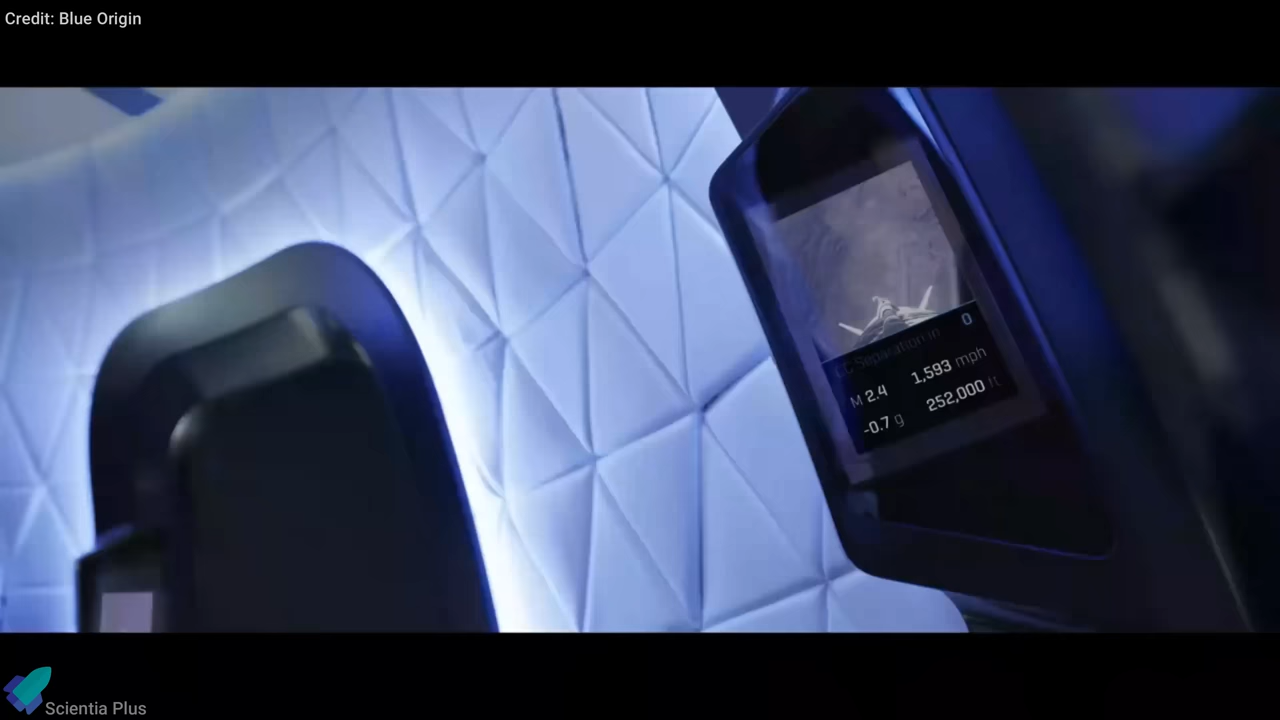 Credit: Blue Origin
CC Separation in 0
M 2.4 1,593 mph
-0.7 g 252,000 ft
Scientia Plus